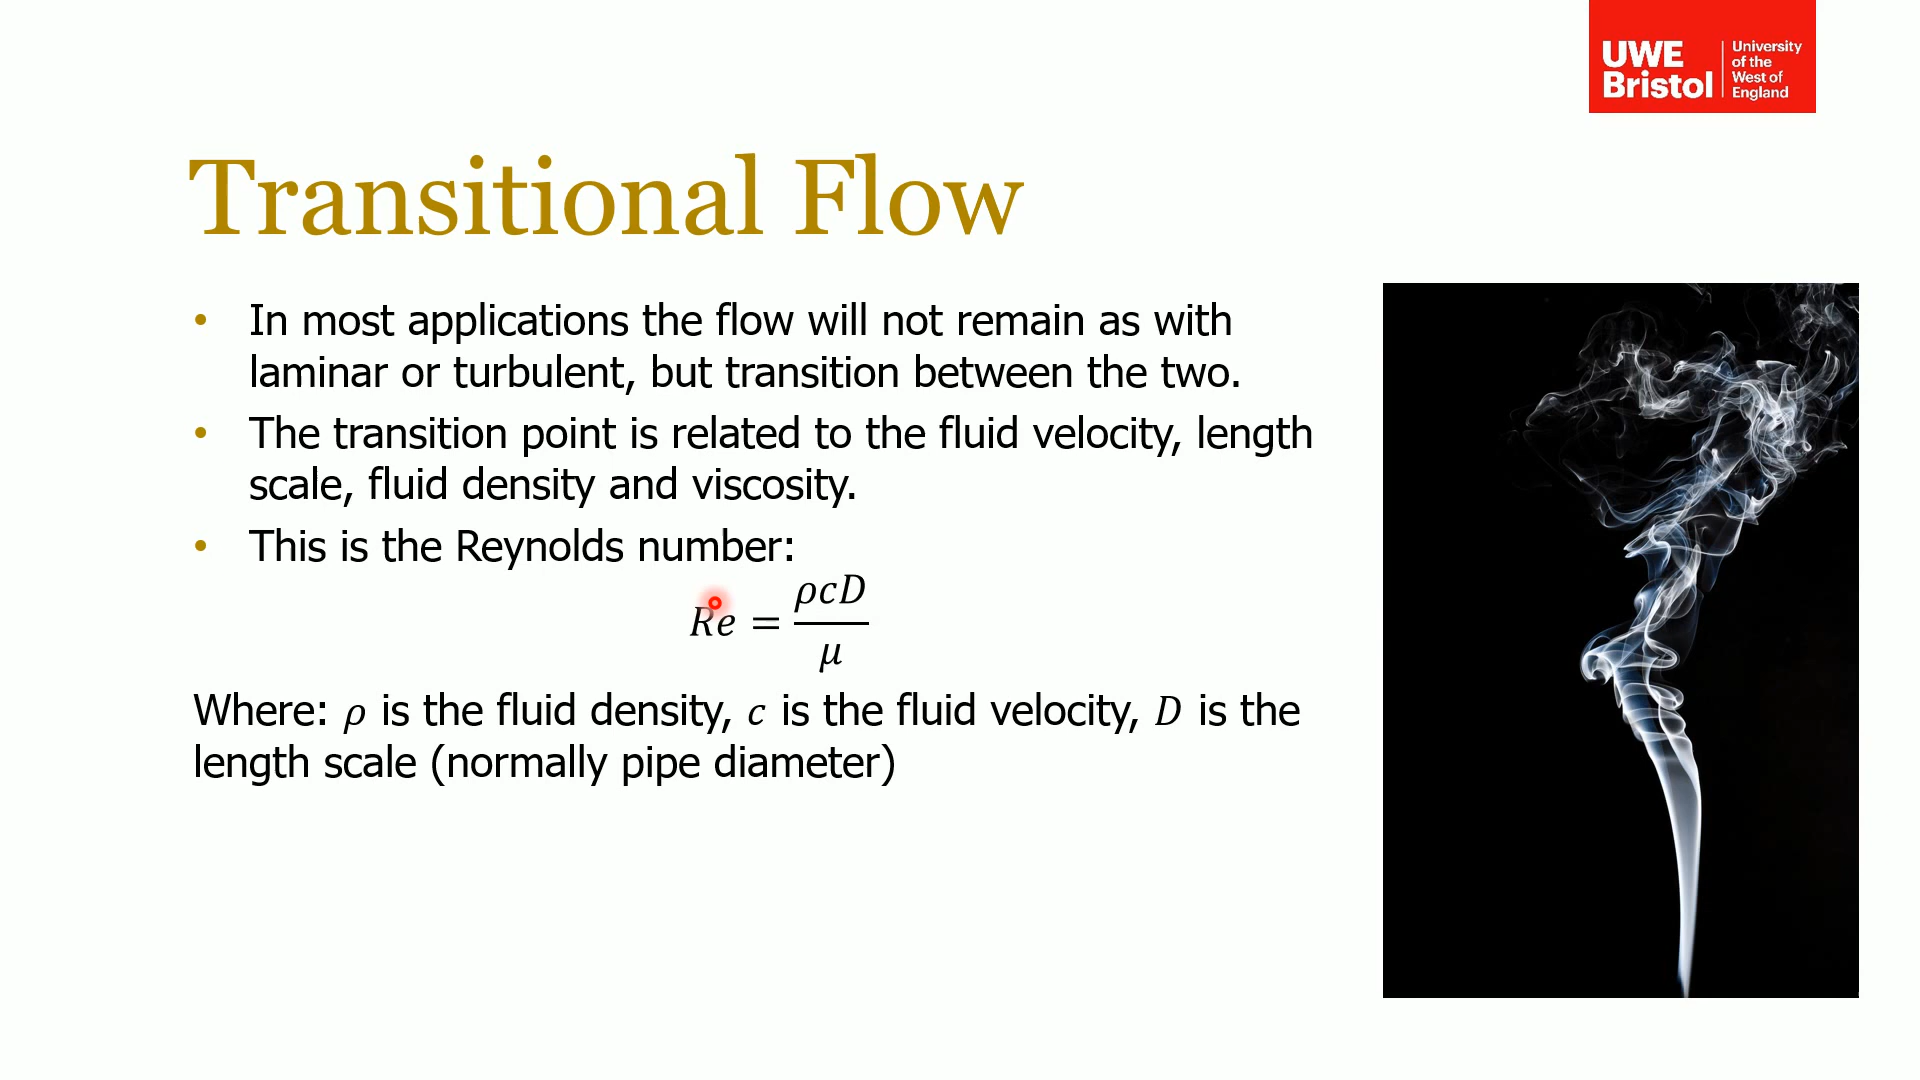 UWE
Bristol
University
of the
West of
England
Transitional Flow
• In most applications the flow will not remain as with
laminar or turbulent, but transition between the two.
• The transition point is related to the fluid velocity, length
scale, fluid density and viscosity.
• This is the Reynolds number:
Re = ρcD / μ
Where: ρ is the fluid density, c is the fluid velocity, D is the
length scale (normally pipe diameter)